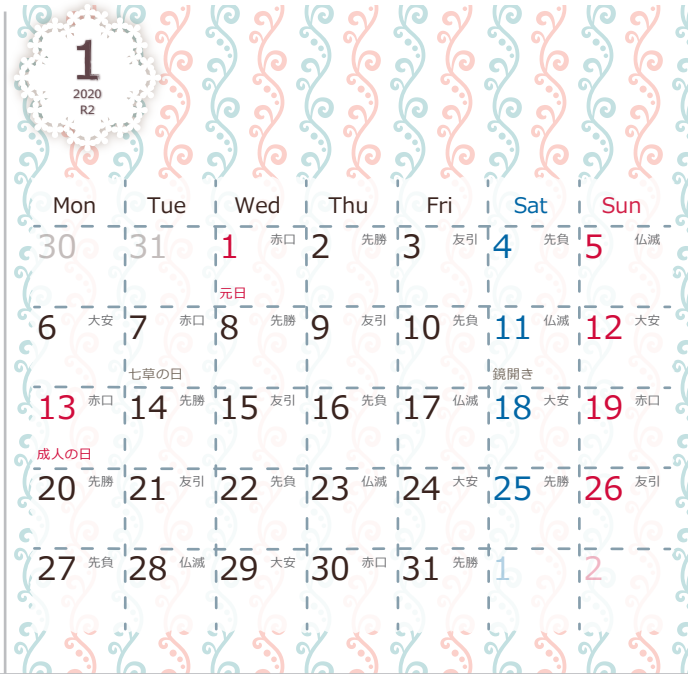 1
2020
R2
Mon Tue Wed Thu Fri Sat Sun
30 31 1 赤口 2 先勝 3 友引 4 先負 5 仏滅
元日
6 大安 7 赤口 8 先勝 9 友引 10 先負 11 仏滅 12 大安
七草の日 鏡開き
13 赤口 14 先勝 15 友引 16 先負 17 仏滅 18 大安 19 赤口
成人の日
20 先勝 21 友引 22 先負 23 仏滅 24 大安 25 先勝 26 友引
27 先負 28 仏滅 29 大安 30 赤口 31 先勝 1 2